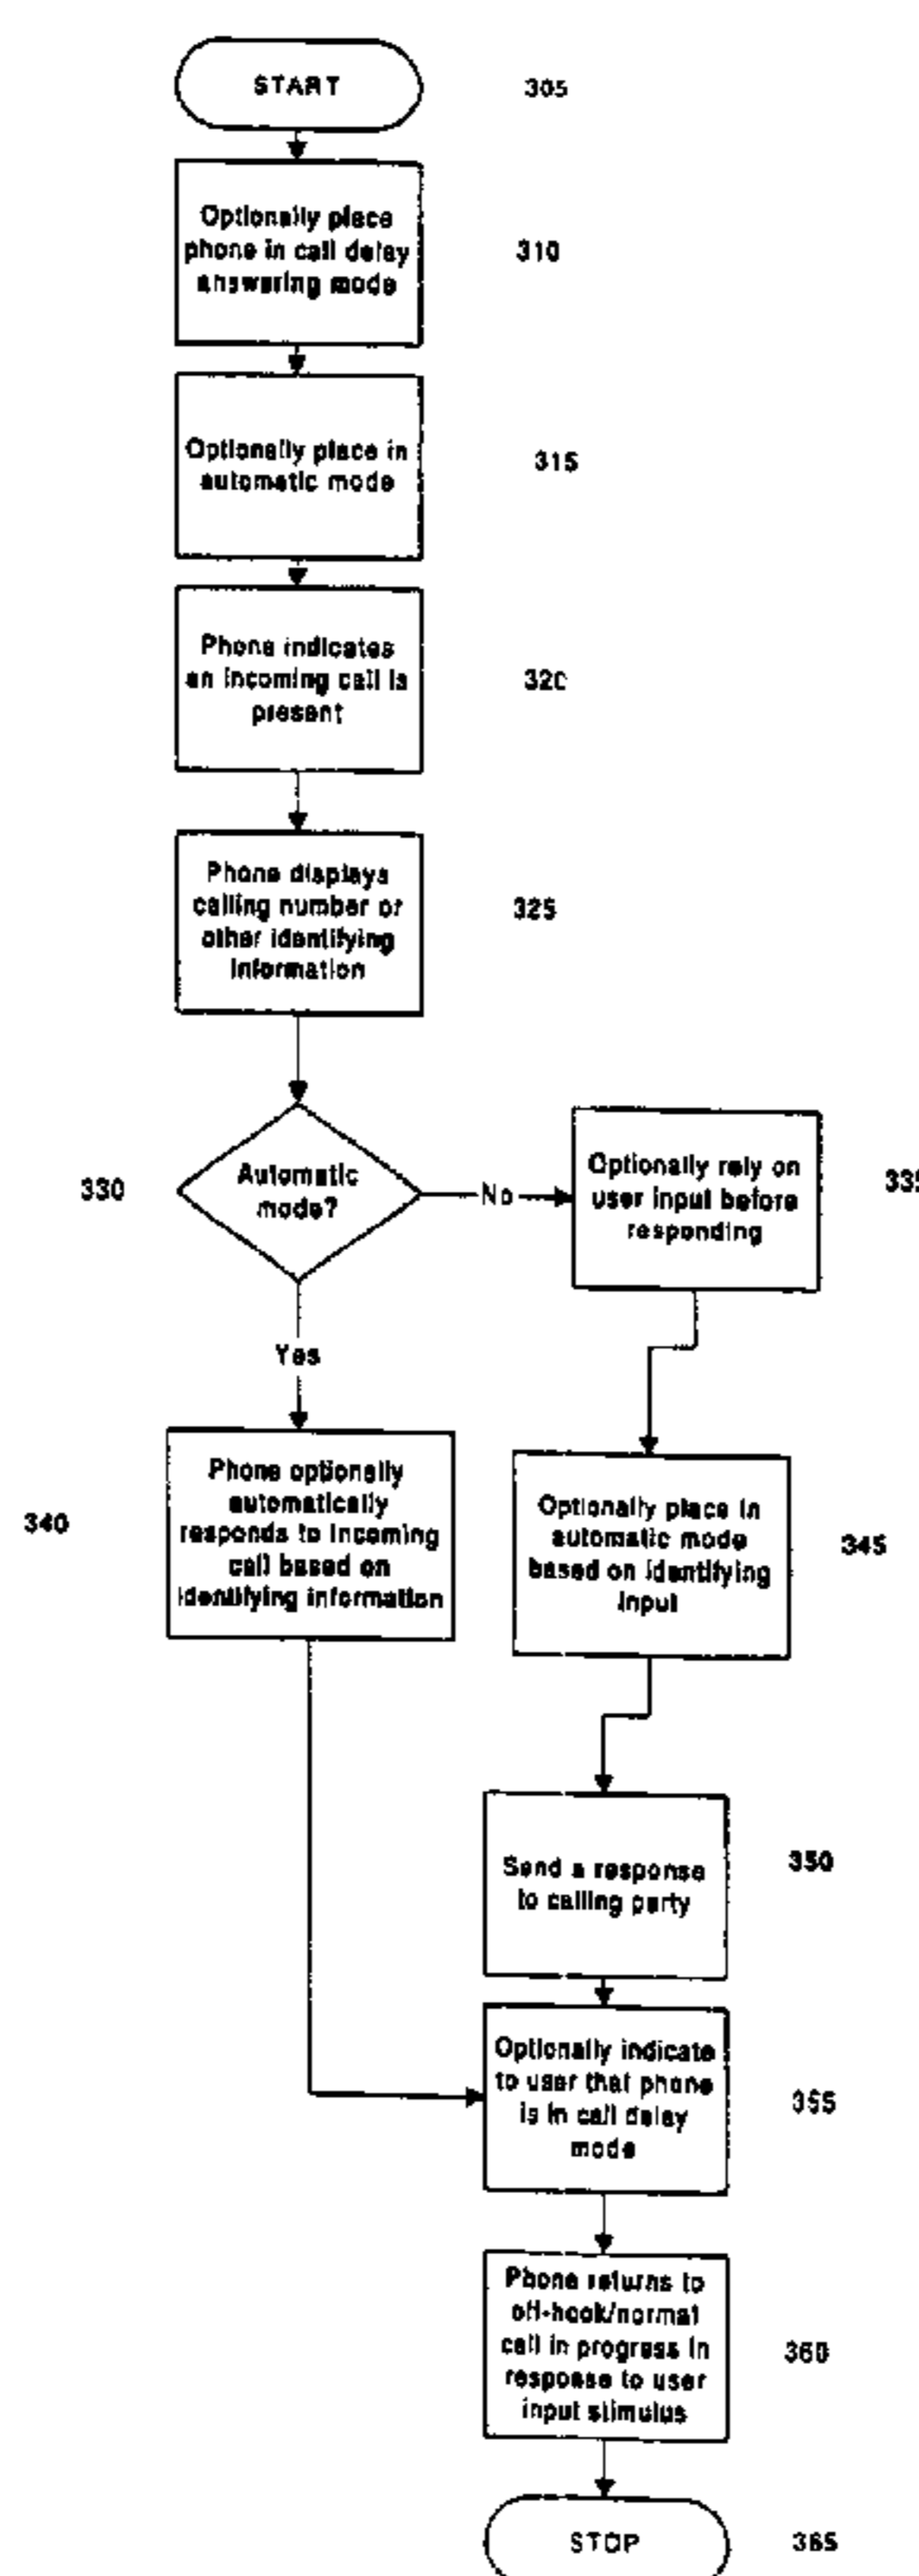 START
305
Optionally place
phone in call delay
answering mode
310
Optionally place in
automatic mode
315
Phone indicates
an incoming call is
present
320
Phone displays
calling number or
other identifying
information
325
330
Automatic
mode?
No
Optionally rely on
user input before
responding
335
Yes
340
Phone optionally
automatically
responds to incoming
call based on
identifying information
Optionally place in
automatic mode
based on identifying
input
345
Send a response
to calling party
350
Optionally indicate
to user that phone
is in call delay
mode
355
Phone returns to
off-hook/normal
call in progress in
response to user
input stimulus
360
STOP
365